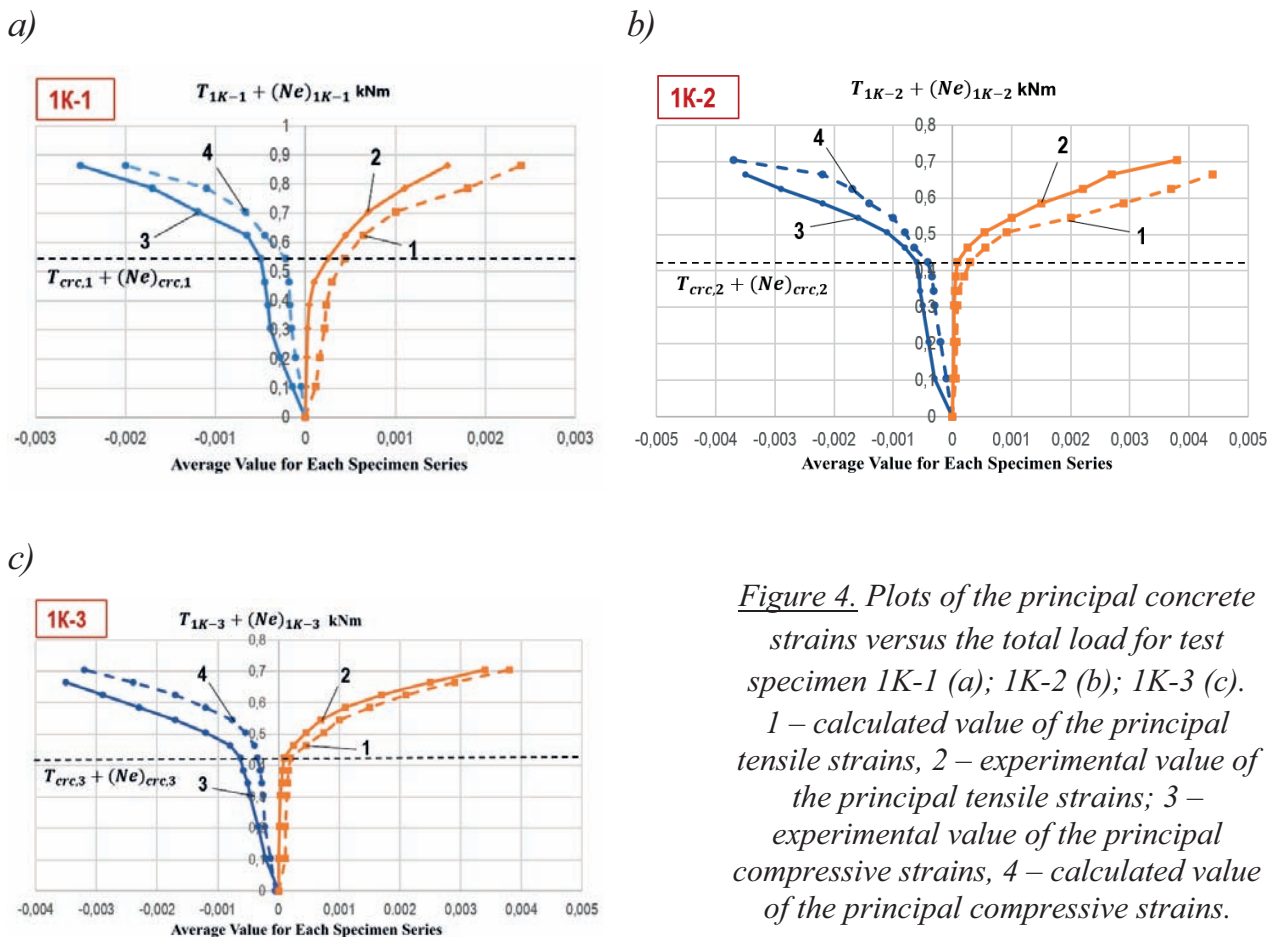 a)
1K-1
T₁K₋₁ + (Ne)₁K₋₁ kNm
1
0,9
0,8
0,7
0,6
0,5
0,4
0,3
0,2
0,1
0
4
2
3
1
Tcrc,1 + (Ne)crc,1
-0,003 -0,002 -0,001 0 0,001 0,002 0,003
Average Value for Each Specimen Series
b)
1K-2
T₁K₋₂ + (Ne)₁K₋₂ kNm
0,8
0,7
0,6
0,5
0,4
0,3
0,2
0,1
0
4
2
3
1
Tcrc,2 + (Ne)crc,2
-0,005 -0,004 -0,003 -0,002 -0,001 0 0,001 0,002 0,003 0,004 0,005
Average Value for Each Specimen Series
c)
1K-3
T₁K₋₃ + (Ne)₁K₋₃ kNm
0,8
0,7
0,6
0,5
0,3
0,2
0,1
0
4
2
1
3
Tcrc,3 + (Ne)crc,3
-0,004 -0,003 -0,002 -0,001 0 0,001 0,002 0,003 0,004 0,005
Average Value for Each Specimen Series
Figure 4. Plots of the principal concrete
strains versus the total load for test
specimen 1K-1 (a); 1K-2 (b); 1K-3 (c).
1 – calculated value of the principal
tensile strains, 2 – experimental value of
the principal tensile strains; 3 –
experimental value of the principal
compressive strains, 4 – calculated value
of the principal compressive strains.